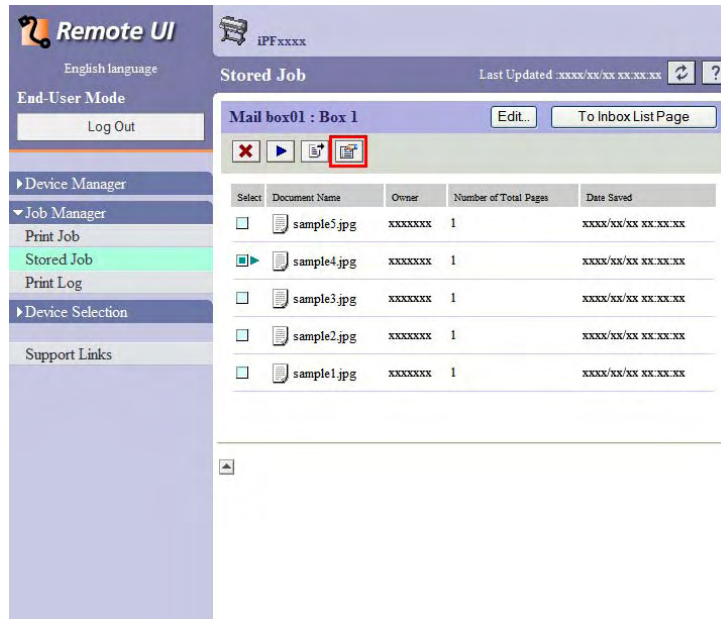 Remote UI
English language
End-User Mode
Log Out
Device Manager
Job Manager
Print Job
Stored Job
Print Log
Device Selection
Support Links
iPFxxxx
Stored Job Last Updated :xxxx/xx/xx xx:xx:xx ?
Mail box01 : Box 1 Edit... To Inbox List Page
Select Document Name Owner Number of Total Pages Date Saved
sample5.jpg xxxxxxx 1 xxxx/xx/xx xx:xx:xx
sample4.jpg xxxxxxx 1 xxxx/xx/xx xx:xx:xx
sample3.jpg xxxxxxx 1 xxxx/xx/xx xx:xx:xx
sample2.jpg xxxxxxx 1 xxxx/xx/xx xx:xx:xx
sample1.jpg xxxxxxx 1 xxxx/xx/xx xx:xx:xx